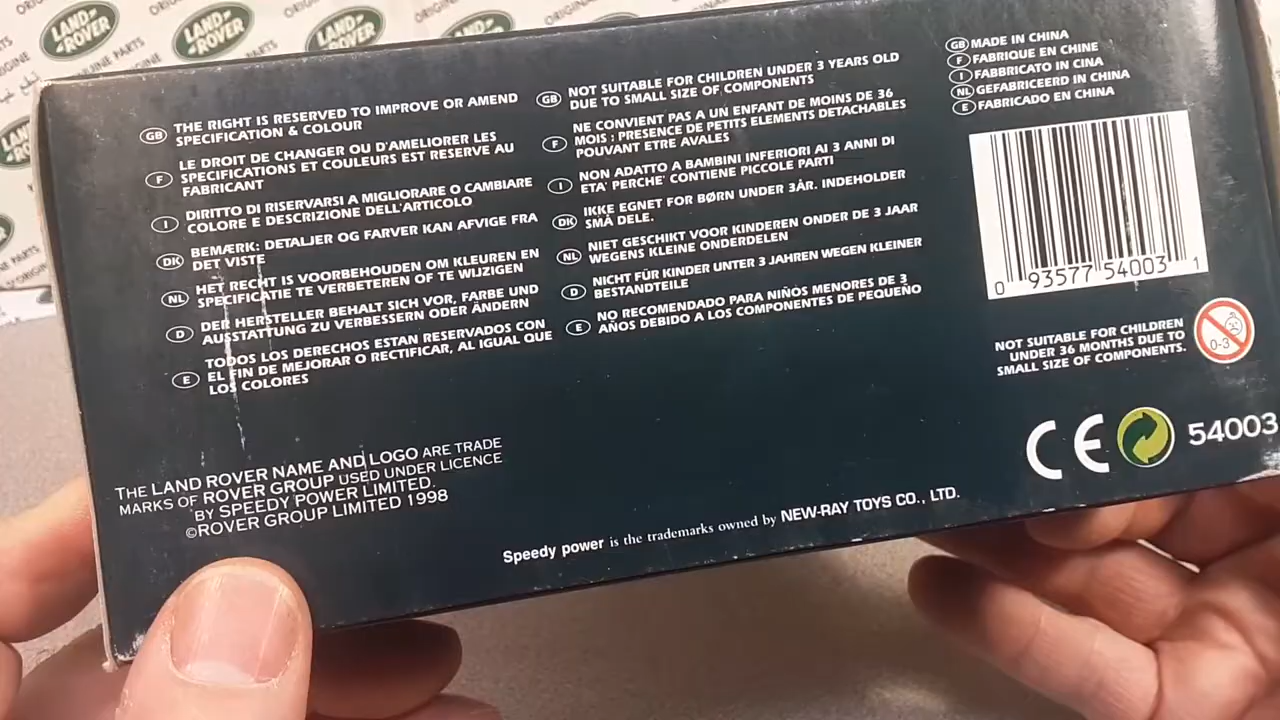 LAND ROVER
LAND ROVER
LAND ROVER
GB THE RIGHT IS RESERVED TO IMPROVE OR AMEND
SPECIFICATION & COLOUR
F LE DROIT DE CHANGER OU D'AMELIORER LES
SPECIFICATIONS ET COULEURS EST RESERVE AU
FABRICANT
I DIRITTO DI RISERVARSI A MIGLIORARE O CAMBIARE
COLORE E DESCRIZIONE DELL'ARTICOLO
DK BEMÆRK: DETALJER OG FARVER KAN AFVIGE FRA
DET VISTE
NL HET RECHT IS VOORBEHOUDEN OM KLEUREN EN
SPECIFICATIE TE VERBETEREN OF TE WIJZIGEN
D DER HERSTELLER BEHALT SICH VOR, FARBE UND
AUSSTATTUNG ZU VERBESSERN ODER ÄNDERN
E TODOS LOS DERECHOS ESTAN RESERVADOS CON
EL FIN DE MEJORAR O RECTIFICAR, AL IGUAL QUE
LOS COLORES
GB NOT SUITABLE FOR CHILDREN UNDER 3 YEARS OLD
DUE TO SMALL SIZE OF COMPONENTS
F NE CONVIENT PAS A UN ENFANT DE MOINS DE 36
MOIS : PRESENCE DE PETITS ELEMENTS DETACHABLES
POUVANT ETRE AVALES
I NON ADATTO A BAMBINI INFERIORI AI 3 ANNI DI
ETA' PERCHE' CONTIENE PICCOLE PARTI
DK IKKE EGNET FOR BØRN UNDER 3ÅR. INDEHOLDER
SMÅ DELE.
NL NIET GESCHIKT VOOR KINDEREN ONDER DE 3 JAAR
WEGENS KLEINE ONDERDELEN
D NICHT FÜR KINDER UNTER 3 JAHREN WEGEN KLEINER
BESTANDTEILE
E NO RECOMENDADO PARA NIÑOS MENORES DE 3
AÑOS DEBIDO A LOS COMPONENTES DE PEQUEÑO
GB MADE IN CHINA
F FABRIQUE EN CHINE
I FABBRICATO IN CINA
NL GEFABRICEERD IN CHINA
E FABRICADO EN CHINA
0 93577 54003 1
NOT SUITABLE FOR CHILDREN
UNDER 36 MONTHS DUE TO
SMALL SIZE OF COMPONENTS.
0-3
CE 54003
THE LAND ROVER NAME AND LOGO ARE TRADE
MARKS OF ROVER GROUP USED UNDER LICENCE
BY SPEEDY POWER LIMITED.
©ROVER GROUP LIMITED 1998
Speedy power is the trademarks owned by NEW-RAY TOYS CO., LTD.